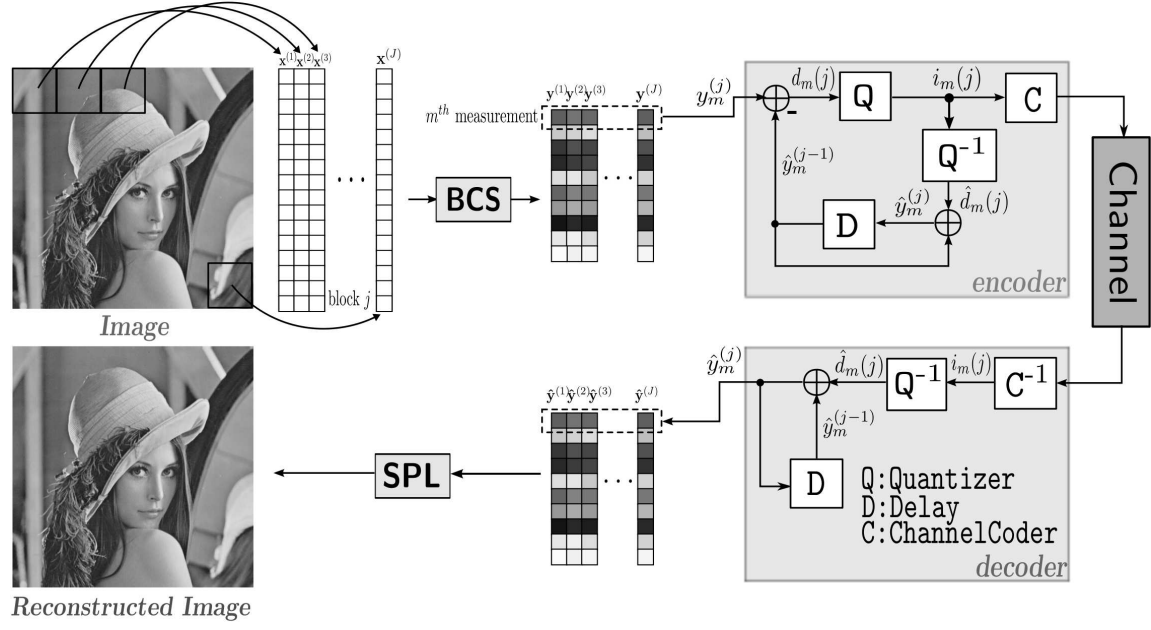 x⁽¹⁾ x⁽²⁾ x⁽³⁾ x⁽ᴶ⁾
block j
Image
BCS
mᵗʰ measurement
y⁽¹⁾ y⁽²⁾ y⁽³⁾ y⁽ᴶ⁾
. . .
y_m^{(j)}
-
d_m(j)
Q
i_m(j)
C
Q⁻¹
ŷ_m^{(j-1)}
ŷ_m^{(j)}
d̂_m(j)
D
encoder
Channel
C⁻¹
i_m(j)
Q⁻¹
d̂_m(j)
ŷ_m^{(j)}
ŷ_m^{(j-1)}
D
Q:Quantizer
D:Delay
C:ChannelCoder
decoder
ŷ⁽¹⁾ ŷ⁽²⁾ ŷ⁽³⁾ ŷ⁽ᴶ⁾
. . .
SPL
Reconstructed Image